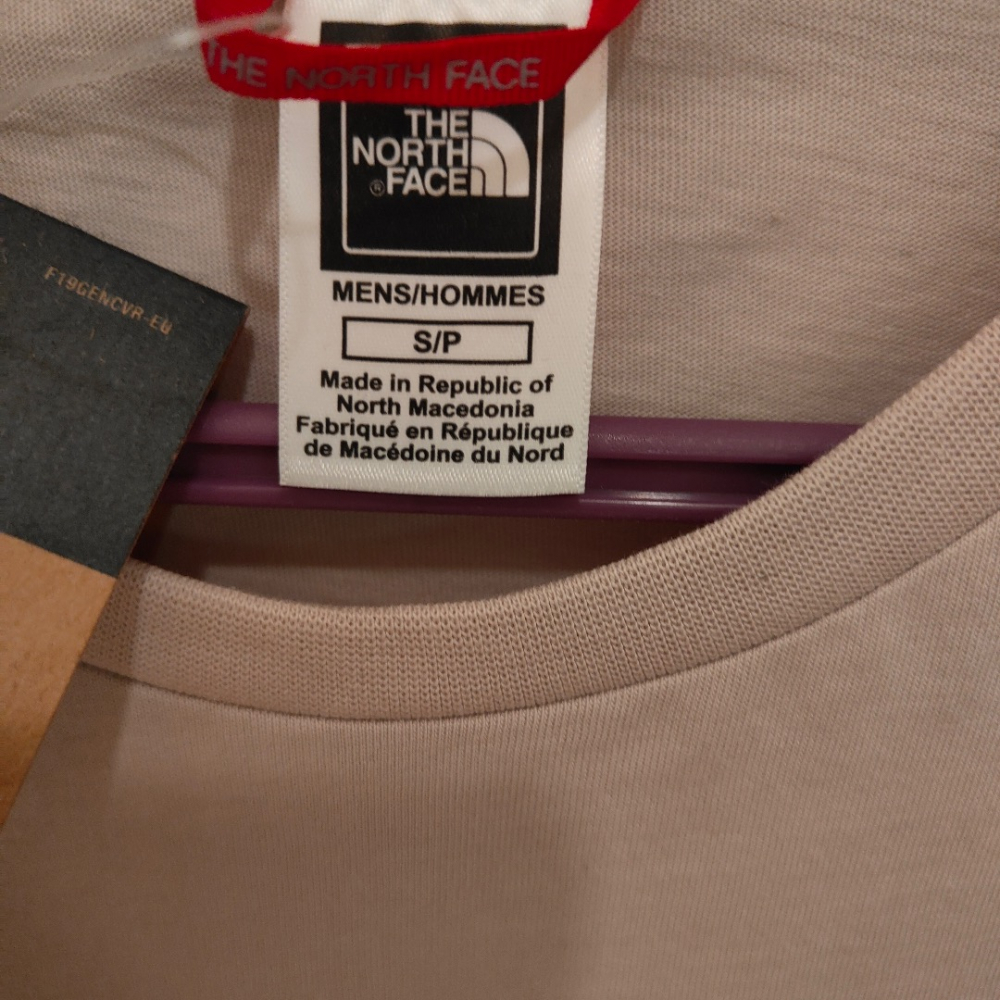 THE NORTH FACE
THE
NORTH
® FACE
F19GENCVR-EU
MENS/HOMMES
S/P
Made in Republic of
North Macedonia
Fabriqué en République
de Macédoine du Nord